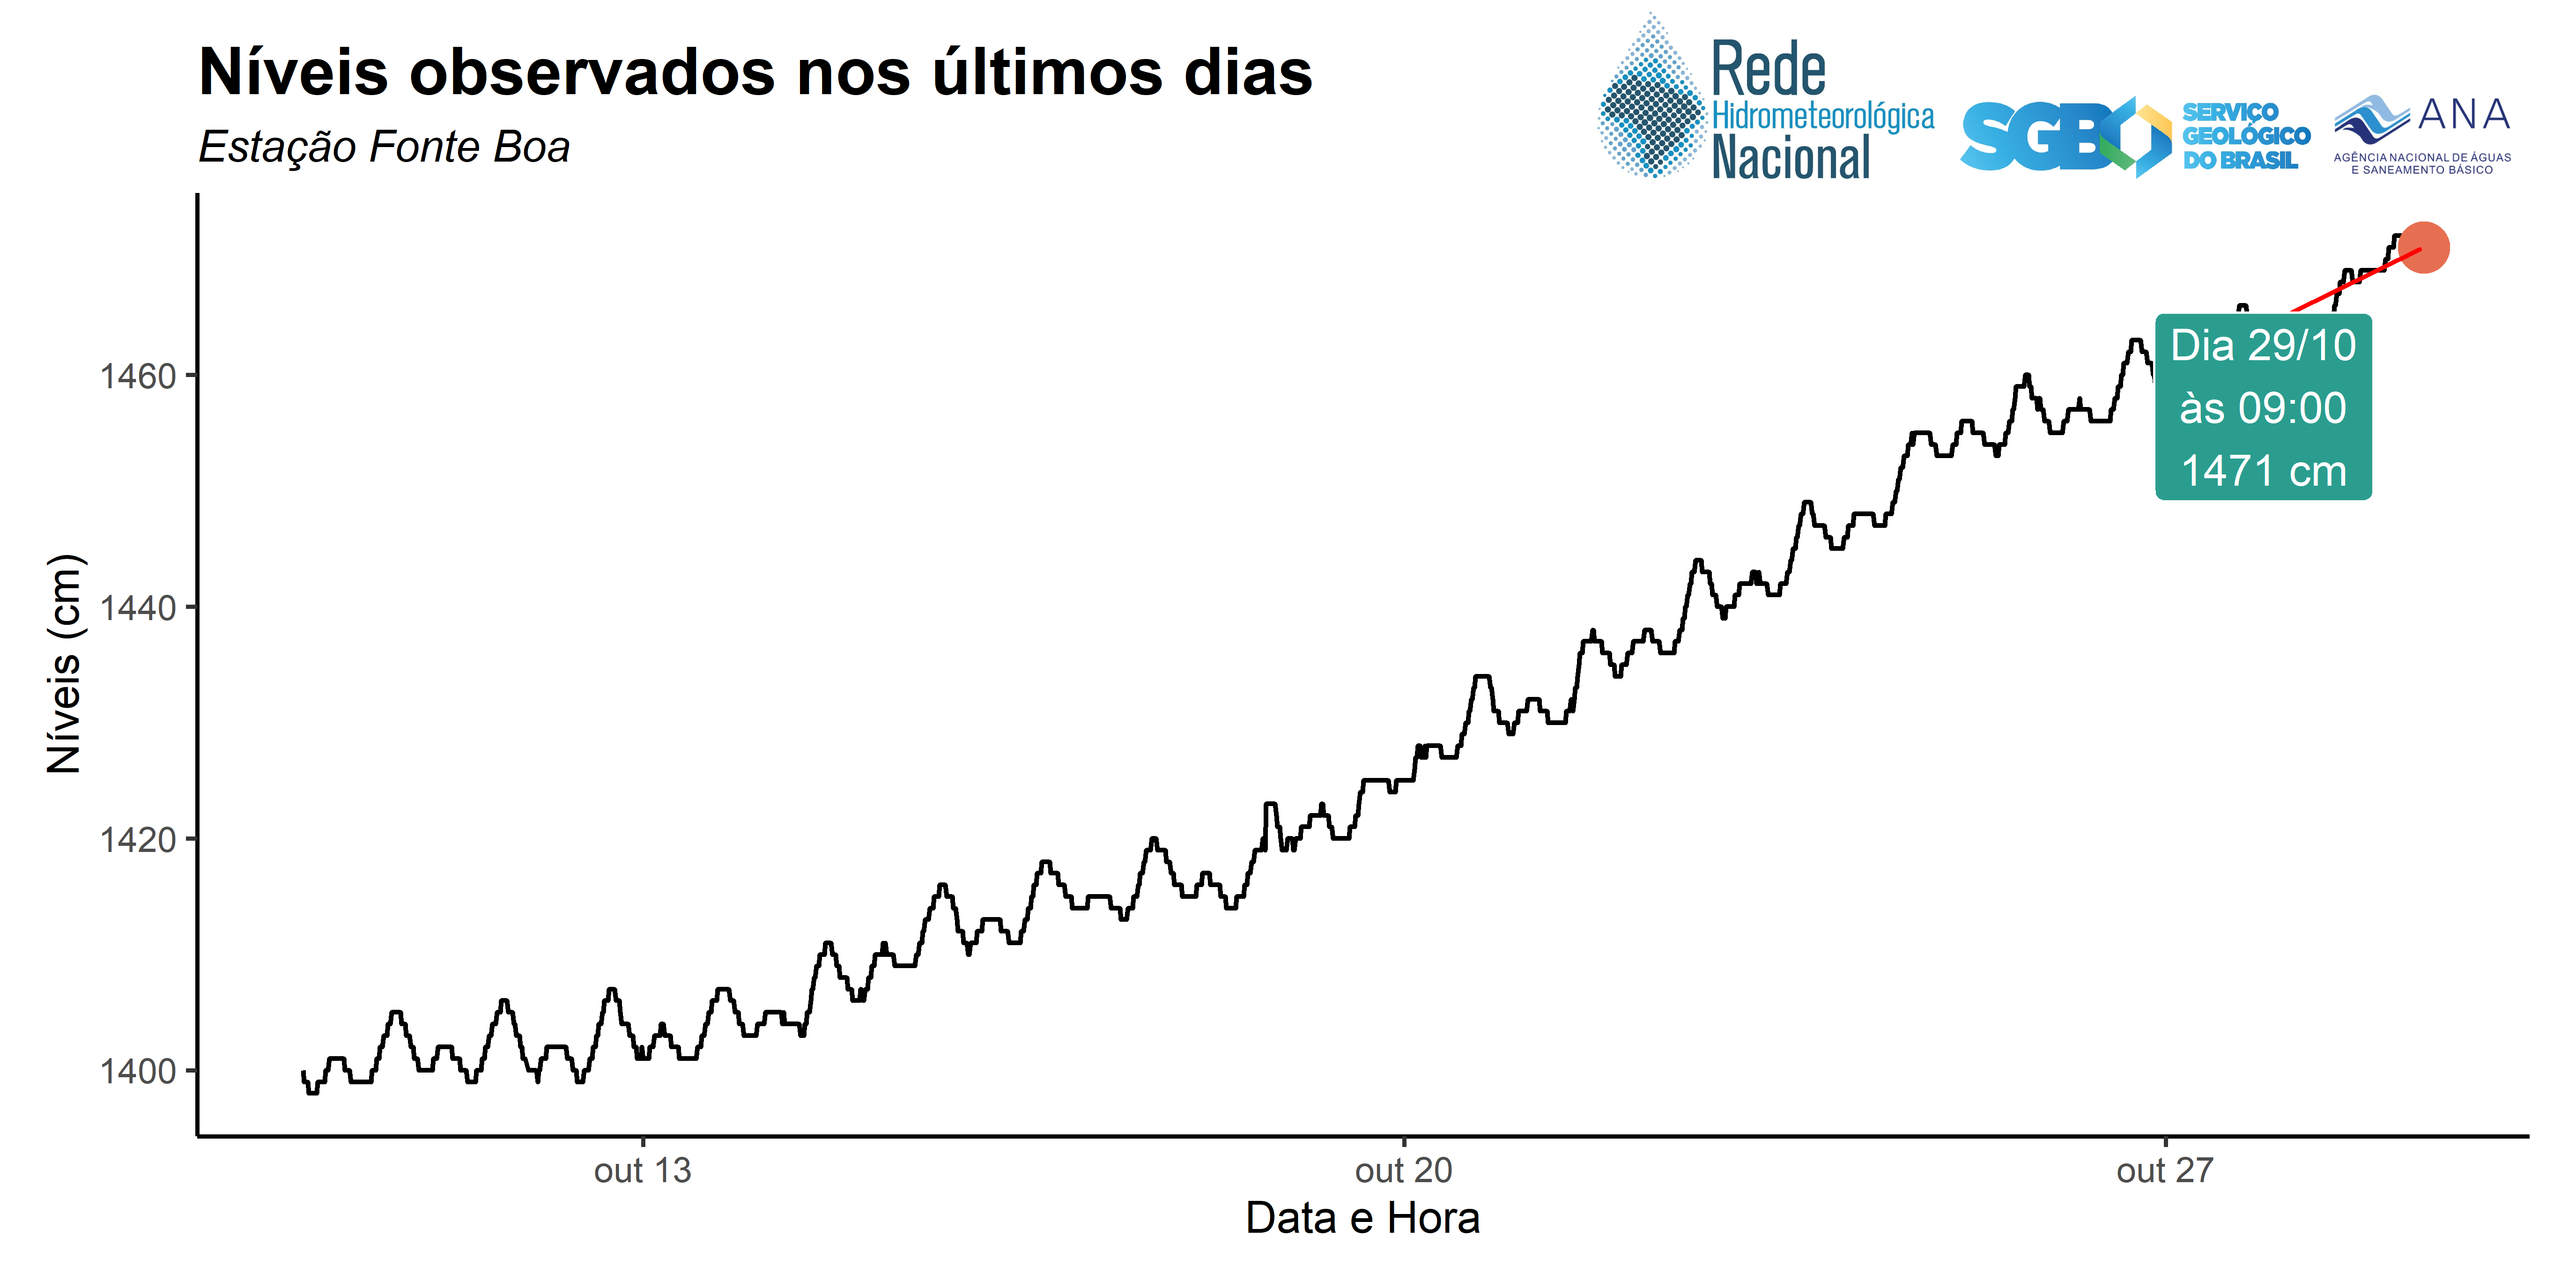 Níveis observados nos últimos dias
Estação Fonte Boa
Rede
Hidrometeorológica
Nacional
SGB
SERVIÇO
GEOLÓGICO
DO BRASIL
ANA
AGÊNCIA NACIONAL DE ÁGUAS
E SANEAMENTO BÁSICO
Níveis (cm)
1460
1440
1420
1400
Dia 29/10
às 09:00
1471 cm
out 13
out 20
out 27
Data e Hora